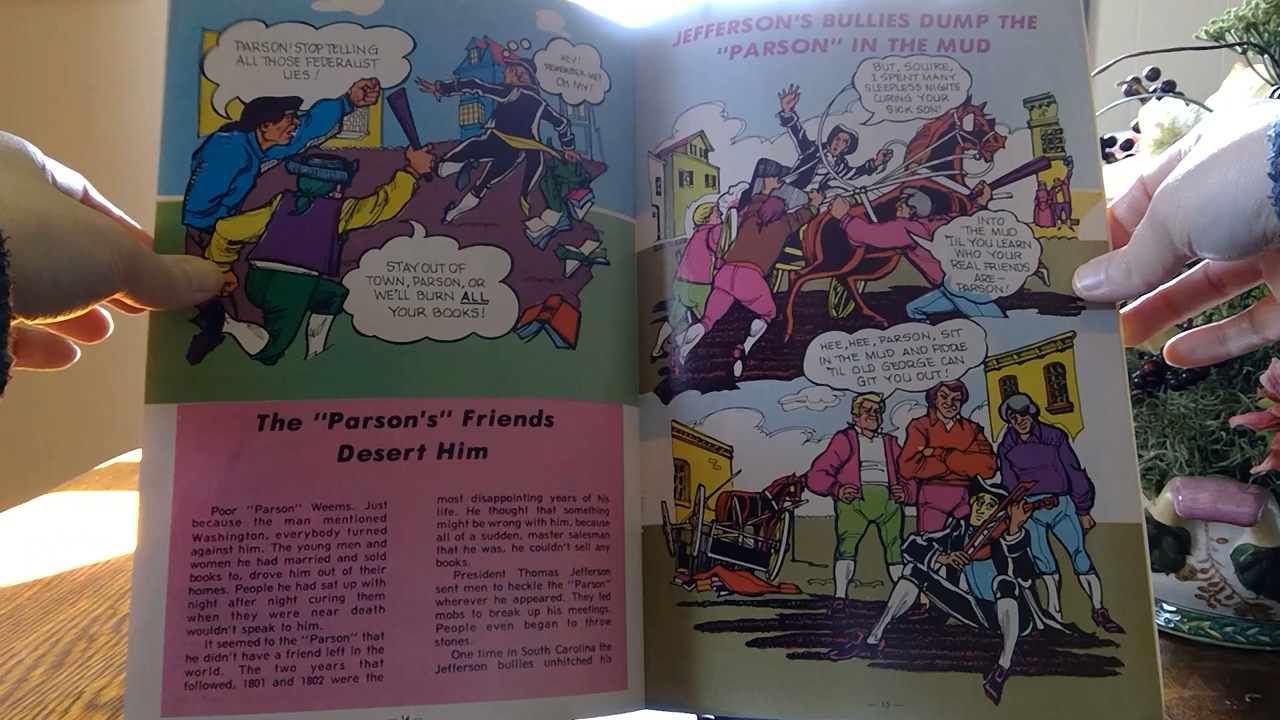 PARSON! STOP TELLING
ALL THOSE FEDERALIST
LIES!
HEY!
REMEMBER ME?
OH MY!
STAY OUT OF
TOWN, PARSON, OR
WE'LL BURN ALL
YOUR BOOKS!
The "Parson's" Friends
Desert Him
Poor "Parson" Weems. Just
because the man mentioned
Washington, everybody turned
against him. The young men and
women he had married and sold
books to, drove him out of their
homes. People he had sat up with
night after night curing them
when they were near death
wouldn't speak to him.
It seemed to the "Parson" that
he didn't have a friend left in the
world. The two years that
followed, 1801 and 1802 were the
most disappointing years of his
life. He thought that something
might be wrong with him, because
all of a sudden, master salesman
that he was, he couldn't sell any
books.
President Thomas Jefferson
sent men to heckle the "Parson"
wherever he appeared. They led
mobs to break up his meetings.
People even began to throw
stones.
One time in South Carolina the
Jefferson bullies unhitched his
— 14 —
JEFFERSON'S BULLIES DUMP THE
"PARSON" IN THE MUD
BUT, SQUIRE,
I SPENT MANY
SLEEPLESS NIGHTS
CURING YOUR
SICK SON!
INTO
THE MUD
'TIL YOU LEARN
WHO YOUR
REAL FRIENDS
ARE-
PARSON!
HEE, HEE, PARSON, SIT
IN THE MUD AND FIDDLE
'TIL OLD GEORGE CAN
GIT YOU OUT!
— 15 —